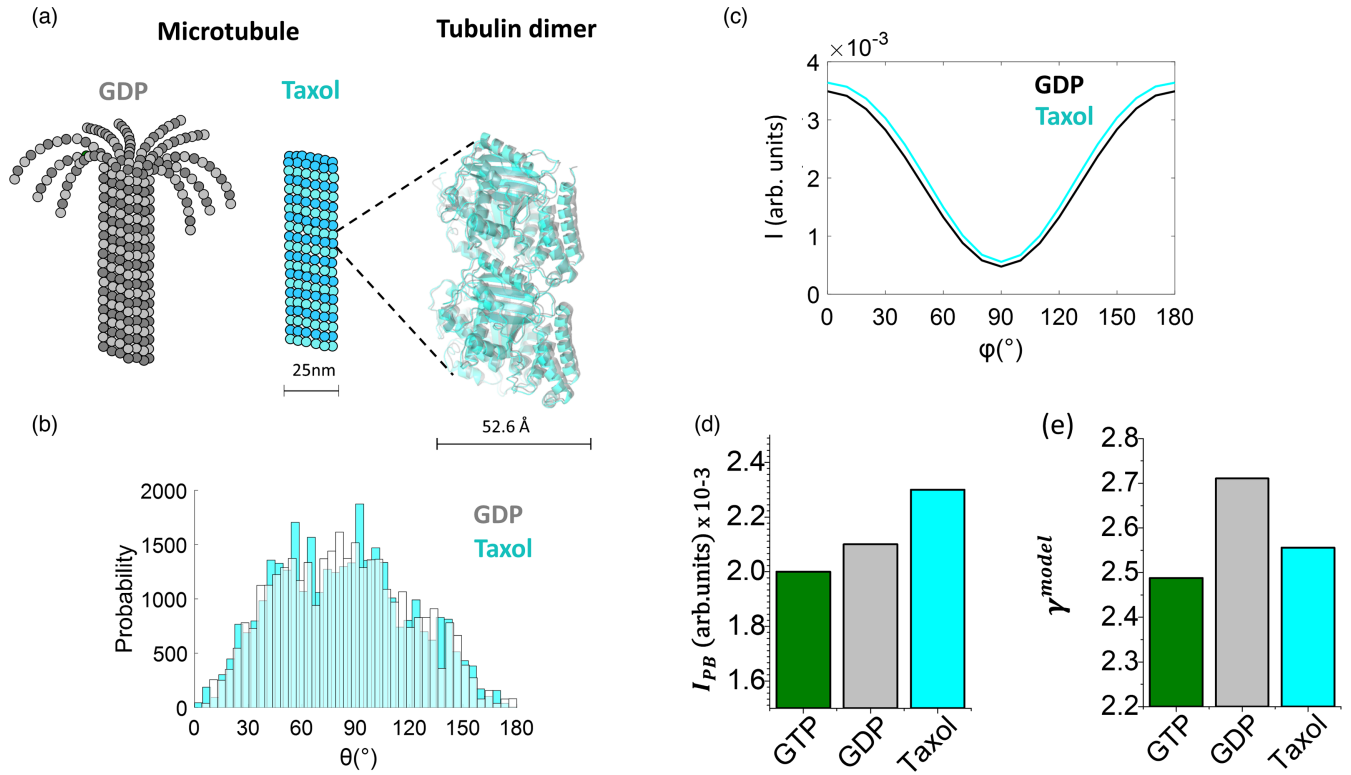 (a)
Microtubule
Tubulin dimer
GDP
Taxol
25nm
52.6 Å
(b)
2000
1500
1000
500
0
Probability
GDP
Taxol
0 30 60 90 120 150 180
θ(°)
(c)
×10⁻³
4
3
2
1
0
I (arb. units)
GDP
Taxol
0 30 60 90 120 150 180
φ(°)
(d)
2.4
2.2
2.0
1.8
1.6
I_PB (arb.units) x 10-3
GTP GDP Taxol
(e)
2.8
2.7
2.6
2.5
2.4
2.3
2.2
γ^model
GTP GDP Taxol